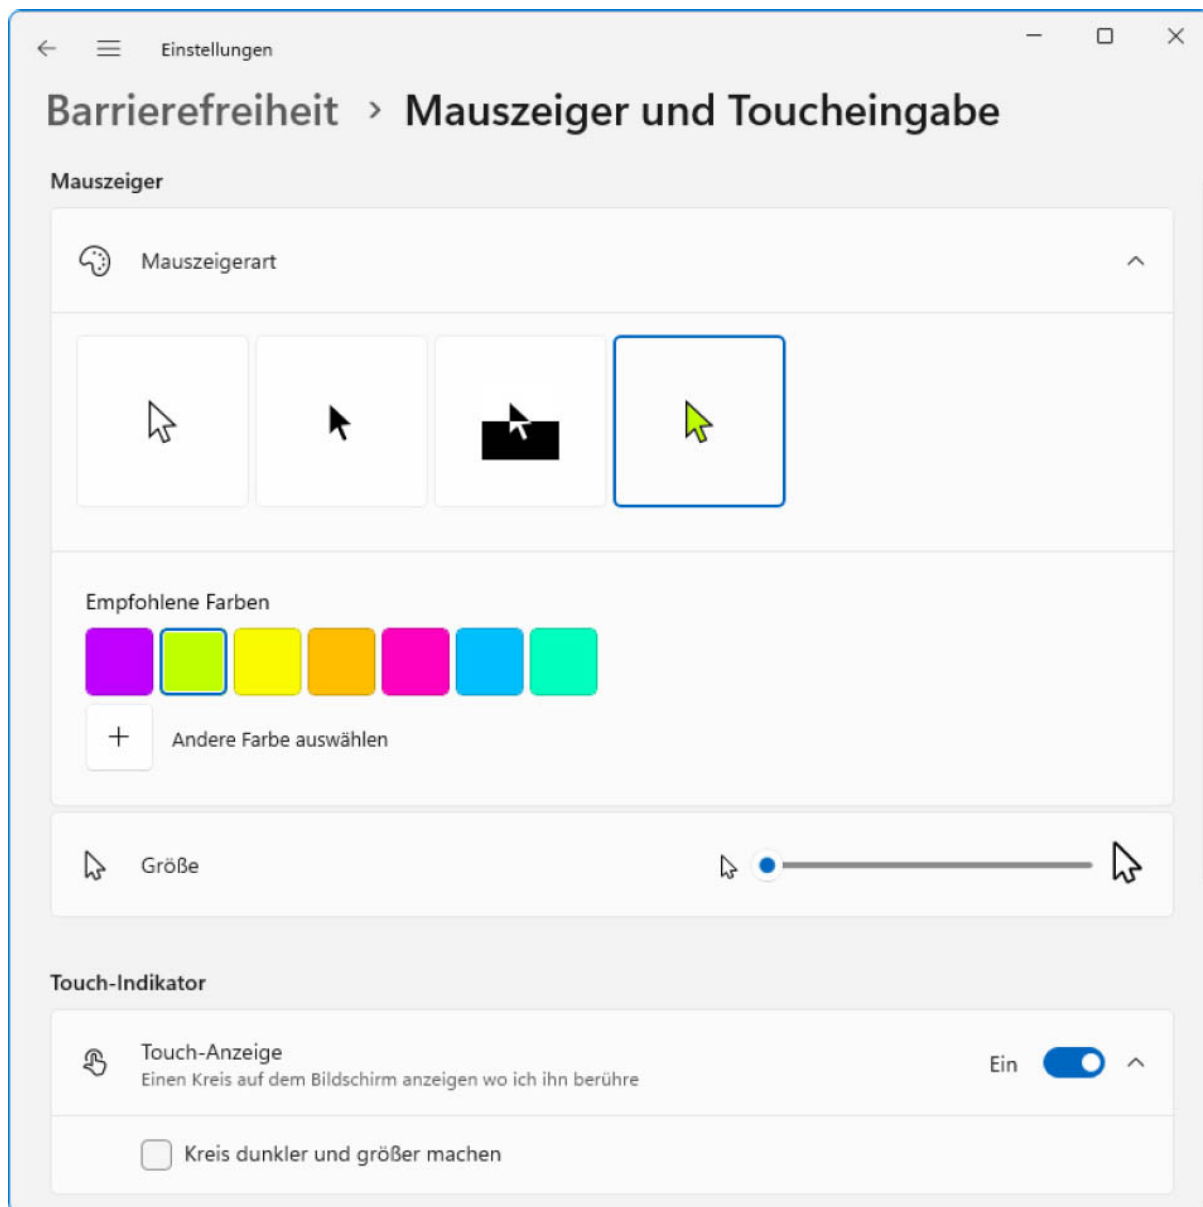 Einstellungen
Barrierefreiheit > Mauszeiger und Toucheingabe
Mauszeiger
Mauszeigerart
Empfohlene Farben
Andere Farbe auswählen
Größe
Touch-Indikator
Touch-Anzeige
Ein
Einen Kreis auf dem Bildschirm anzeigen wo ich ihn berühre
Kreis dunkler und größer machen